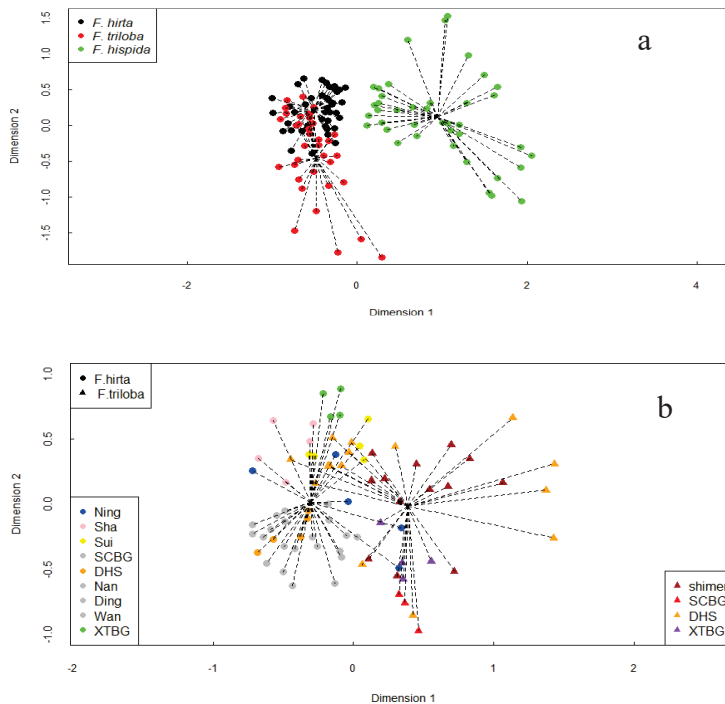 a
F. hirta
F. triloba
F. hispida
1.5
1.0
0.5
0.0
-0.5
-1.0
-1.5
Dimension 2
-2 0 2 4
Dimension 1
b
F.hirta
F.triloba
1.0
0.5
0.0
-0.5
-1.0
Dimension 2
Ning
Sha
Sui
SCBG
DHS
Nan
Ding
Wan
XTBG
shimen
SCBG
DHS
XTBG
-2 -1 0 1 2
Dimension 1